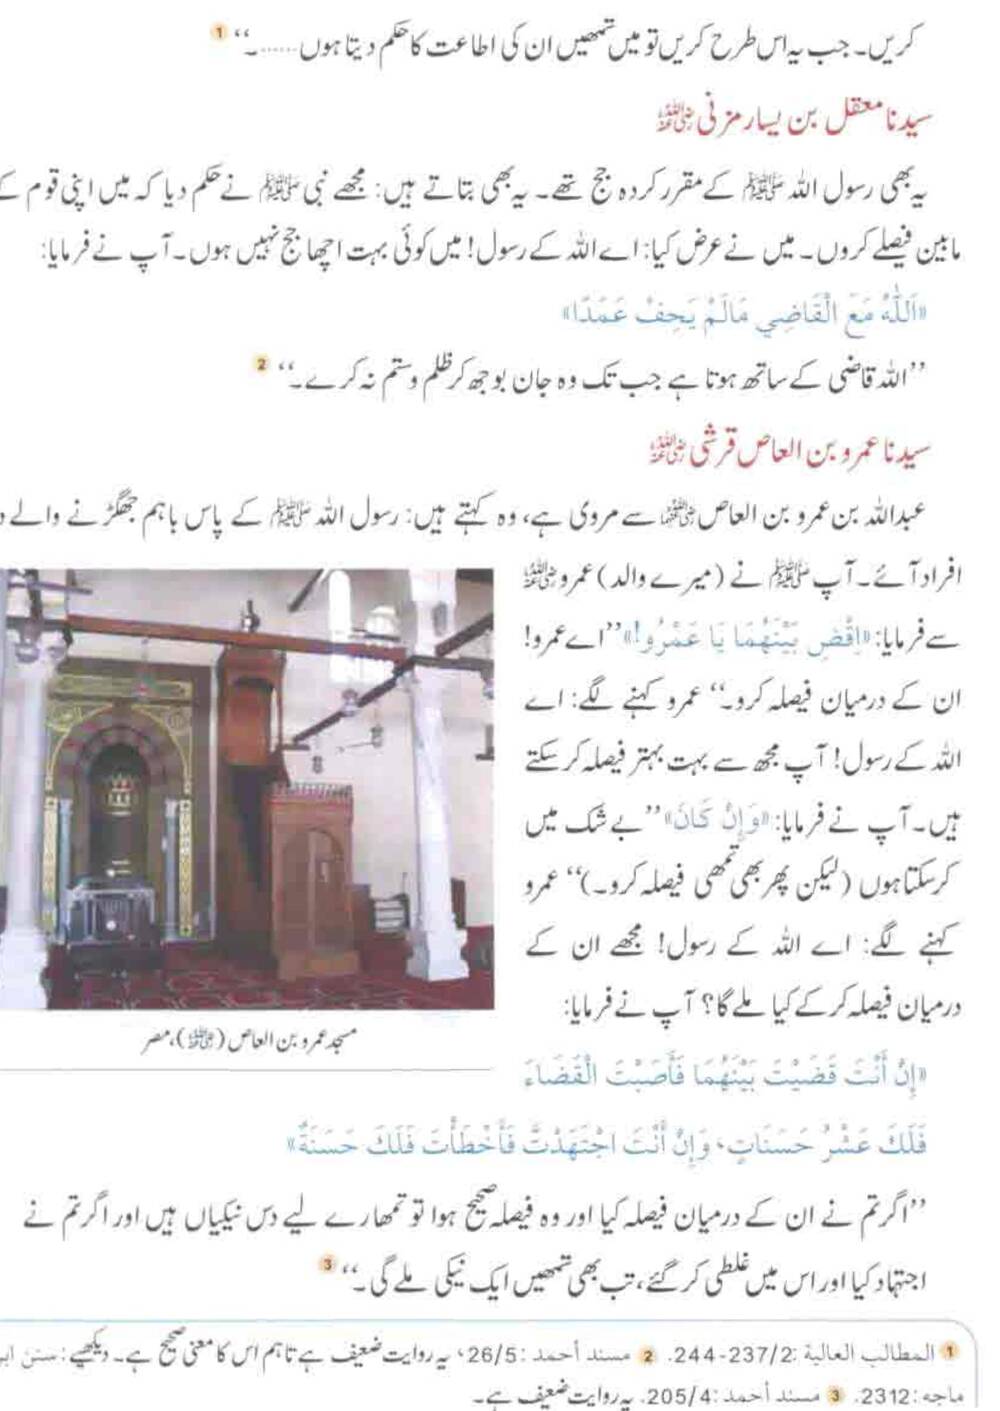 کریں۔ جب یہ اس طرح کریں تو میں تمھیں ان کی اطاعت کا حکم دیتا ہوں......۔‘‘ 1
سیدنا معقل بن یسار مزنی رضی اللہ عنہ
یہ بھی رسول اللہ ﷺ کے مقرر کردہ جج تھے۔ یہ بھی بتاتے ہیں: مجھے نبی ﷺ نے حکم دیا کہ میں اپنی قوم کے
مابین فیصلے کروں۔ میں نے عرض کیا: اے اللہ کے رسول! میں کوئی بہت اچھا جج نہیں ہوں۔ آپ نے فرمایا:
«اَللّٰهُ مَعَ الْقَاضِي مَالَمْ يَحِفْ عَمَدًا»
’’اللہ قاضی کے ساتھ ہوتا ہے جب تک وہ جان بوجھ کر ظلم وستم نہ کرے۔‘‘ 2
سیدنا عمرو بن العاص قرشی رضی اللہ عنہ
عبداللہ بن عمرو بن العاص رضی اللہ عنہما سے مروی ہے، وہ کہتے ہیں: رسول اللہ ﷺ کے پاس باہم جھگڑنے والے
افراد آئے۔ آپ ﷺ نے (میرے والد) عمرو رضی اللہ عنہ
سے فرمایا: «اِقْضِ بَيْنَهُمَا يَا عَمْرُو!» ’’اے عمرو!
ان کے درمیان فیصلہ کرو۔‘‘ عمرو کہنے لگے: اے
اللہ کے رسول! آپ مجھ سے بہت بہتر فیصلہ کرسکتے
ہیں۔ آپ نے فرمایا: «وَإِنْ كَانَ» ’’بے شک میں
کرسکتا ہوں (لیکن پھر بھی تمھی فیصلہ کرو۔)‘‘ عمرو
کہنے لگے: اے اللہ کے رسول! مجھے ان کے
درمیان فیصلہ کرکے کیا ملے گا؟ آپ نے فرمایا:
مسجد عمرو بن العاص (رضی اللہ عنہ)، مصر
«إِنْ أَنْتَ قَضَيْتَ بَيْنَهُمَا فَأَصَبْتَ الْقَضَاءَ
فَلَكَ عَشْرُ حَسَنَاتٍ، وَإِنْ أَنْتَ اجْتَهَدْتَّ فَأَخْطَأْتَ فَلَكَ حَسَنَةٌ»
’’اگر تم نے ان کے درمیان فیصلہ کیا اور وہ فیصلہ صحیح ہوا تو تمھارے لیے دس نیکیاں ہیں اور اگر تم نے
اجتہاد کیا اور اس میں غلطی کر گئے، تب بھی تمھیں ایک نیکی ملے گی۔‘‘ 3
1 المطالب العالية: 237/2-244. 2 مسند أحمد: 26/5، یہ روایت ضعیف ہے تاہم اس کا معنی صحیح ہے۔ دیکھیے: سنن
ماجه: 2312. 3 مسند أحمد: 205/4. یہ روایت ضعیف ہے۔